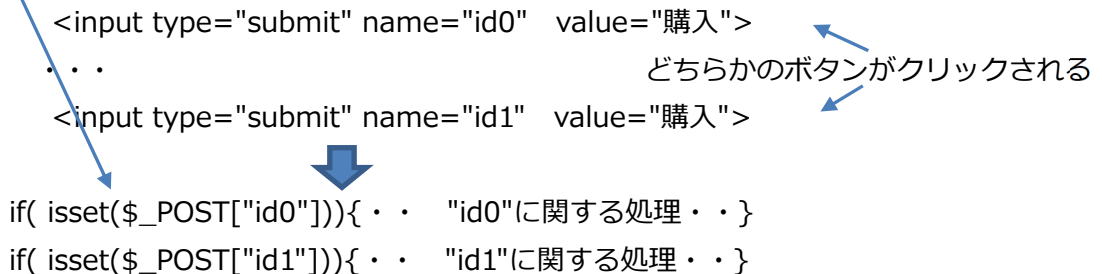 <input type="submit" name="id0" value="購入">
・・・
どちらかのボタンがクリックされる
<input type="submit" name="id1" value="購入">
if( isset($_POST["id0"])){・・ "id0"に関する処理・・}
if( isset($_POST["id1"])){・・ "id1"に関する処理・・}